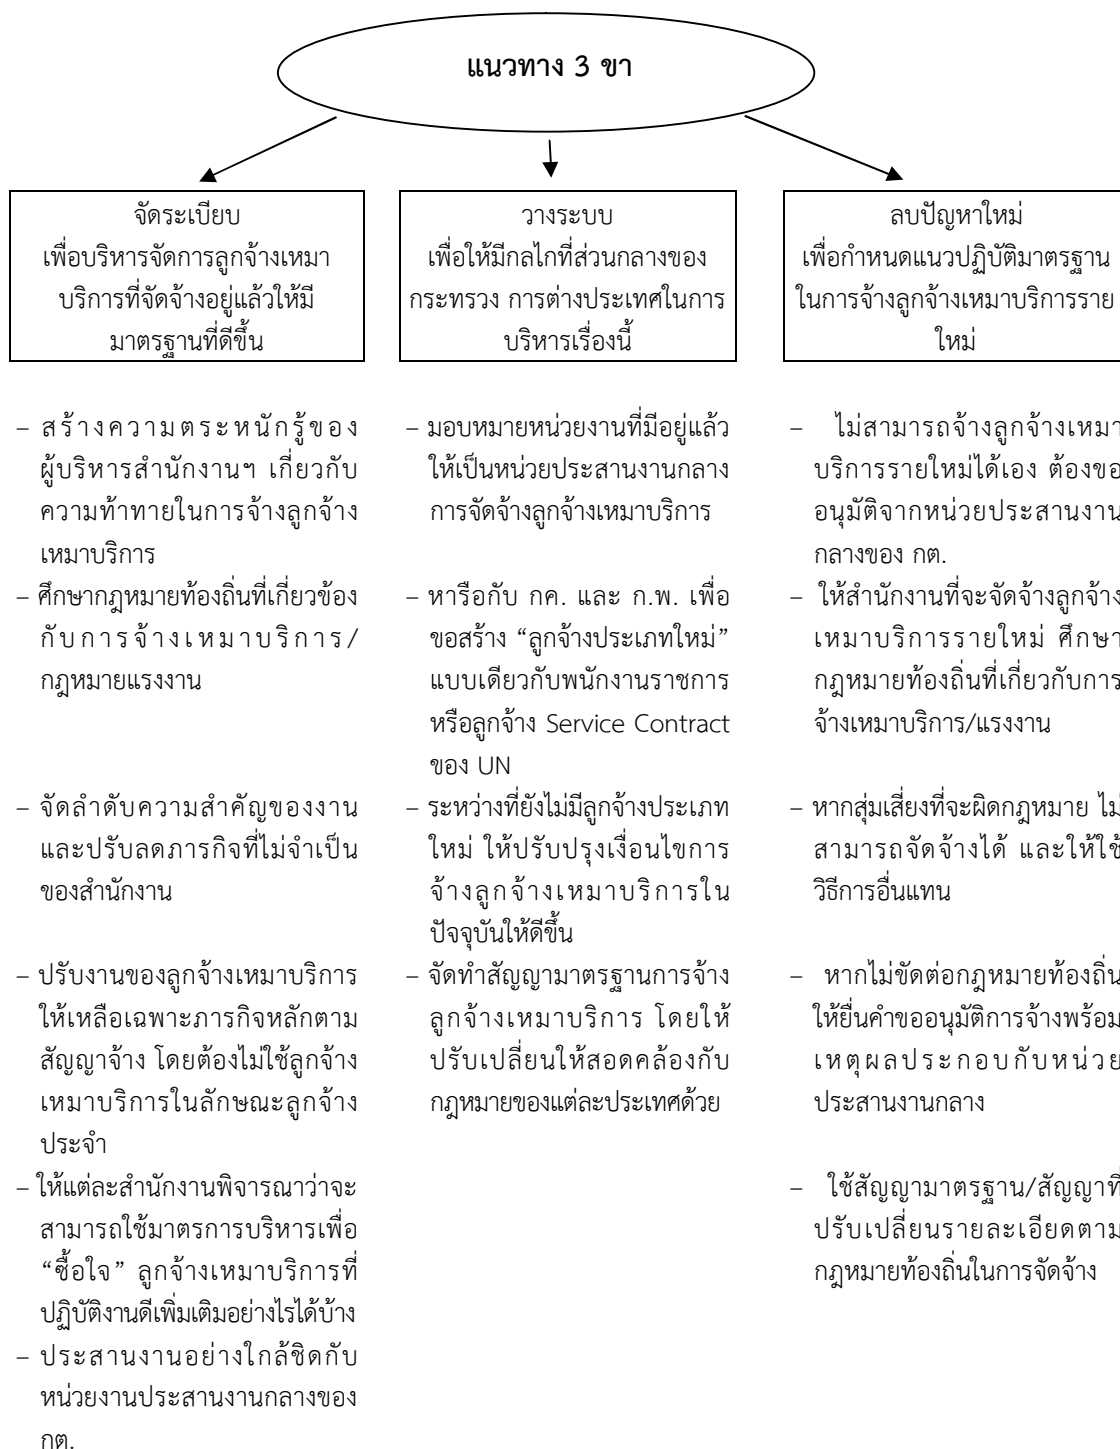 แนวทาง 3 ขา
จัดระเบียบ
เพื่อบริหารจัดการลูกจ้างเหมา
บริการที่จัดจ้างอยู่แล้วให้มี
มาตรฐานที่ดีขึ้น
วางระบบ
เพื่อให้มีกลไกที่ส่วนกลางของ
กระทรวง การต่างประเทศในการ
บริหารเรื่องนี้
ลบปัญหาใหม่
เพื่อกำหนดแนวปฏิบัติมาตรฐาน
ในการจ้างลูกจ้างเหมาบริการราย
ใหม่
– สร้างความตระหนักรู้ของ
ผู้บริหารสำนักงานฯ เกี่ยวกับ
ความท้าทายในการจ้างลูกจ้าง
เหมาบริการ
– ศึกษากฎหมายท้องถิ่นที่เกี่ยวข้อง
กับการจ้างเหมาบริการ/
กฎหมายแรงงาน
– จัดลำดับความสำคัญของงาน
และปรับลดภารกิจที่ไม่จำเป็น
ของสำนักงาน
– ปรับงานของลูกจ้างเหมาบริการ
ให้เหลือเฉพาะภารกิจหลักตาม
สัญญาจ้าง โดยต้องไม่ใช้ลูกจ้าง
เหมาบริการในลักษณะลูกจ้าง
ประจำ
– ให้แต่ละสำนักงานพิจารณาว่าจะ
สามารถใช้มาตรการบริหารเพื่อ
“ซื้อใจ” ลูกจ้างเหมาบริการที่
ปฏิบัติงานดีเพิ่มเติมอย่างไรได้บ้าง
– ประสานงานอย่างใกล้ชิดกับ
หน่วยงานประสานงานกลางของ
กต.
– มอบหมายหน่วยงานที่มีอยู่แล้ว
ให้เป็นหน่วยประสานงานกลาง
การจัดจ้างลูกจ้างเหมาบริการ
– หารือกับ กค. และ ก.พ. เพื่อ
ขอสร้าง “ลูกจ้างประเภทใหม่”
แบบเดียวกับพนักงานราชการ
หรือลูกจ้าง Service Contract
ของ UN
– ระหว่างที่ยังไม่มีลูกจ้างประเภท
ใหม่ ให้ปรับปรุงเงื่อนไขการ
จ้างลูกจ้างเหมาบริการใน
ปัจจุบันให้ดีขึ้น
– จัดทำสัญญามาตรฐานการจ้าง
ลูกจ้างเหมาบริการ โดยให้
ปรับเปลี่ยนให้สอดคล้องกับ
กฎหมายของแต่ละประเทศด้วย
– ไม่สามารถจ้างลูกจ้างเหมา
บริการรายใหม่ได้เอง ต้องขอ
อนุมัติจากหน่วยประสานงาน
กลางของ กต.
– ให้สำนักงานที่จะจัดจ้างลูกจ้าง
เหมาบริการรายใหม่ ศึกษา
กฎหมายท้องถิ่นที่เกี่ยวกับการ
จ้างเหมาบริการ/แรงงาน
– หากสุ่มเสี่ยงที่จะผิดกฎหมาย ไม่
สามารถจัดจ้างได้ และให้ใช้
วิธีการอื่นแทน
– หากไม่ขัดต่อกฎหมายท้องถิ่น
ให้ยื่นคำขออนุมัติการจ้างพร้อม
เหตุผลประกอบกับหน่วย
ประสานงานกลาง
– ใช้สัญญามาตรฐาน/สัญญาที่
ปรับเปลี่ยนรายละเอียดตาม
กฎหมายท้องถิ่นในการจัดจ้าง